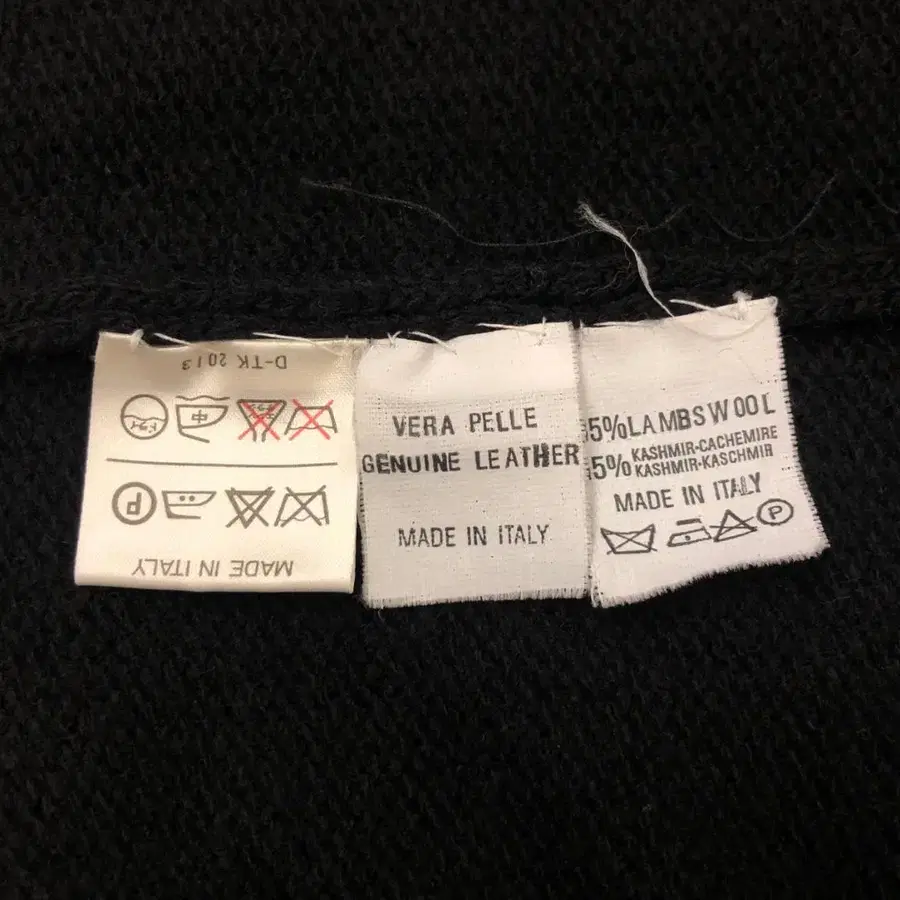 D-TK 2013
中
MADE IN ITALY
VERA PELLE
GENUINE LEATHER
MADE IN ITALY
5% LAMBSWOOL
5% KASHMIR-CACHEMIRE
KASHMIR-KASCHMIR
MADE IN ITALY
P
P